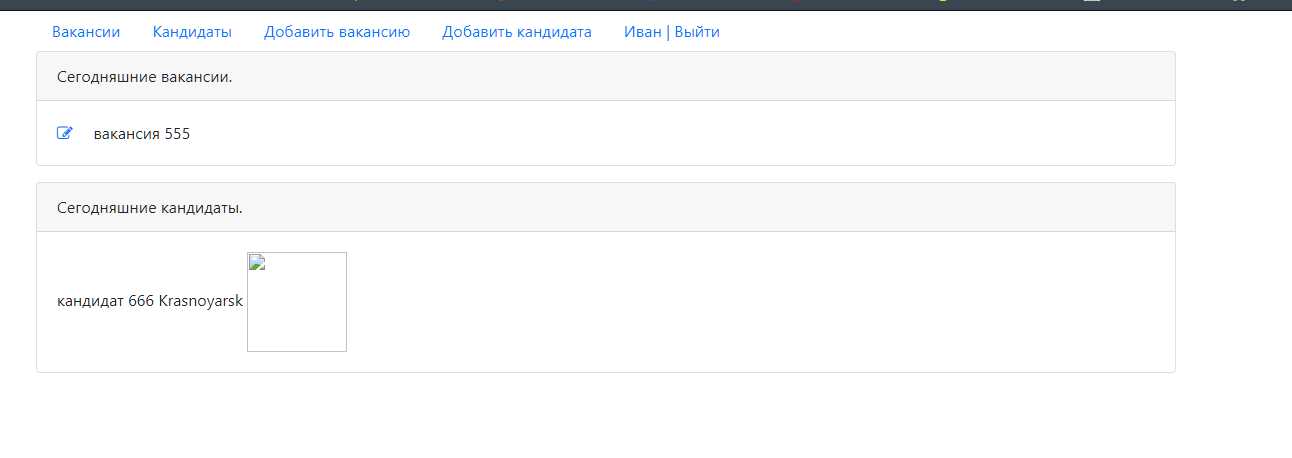 Вакансии Кандидаты Добавить вакансию Добавить кандидата Иван | Выйти
Сегодняшние вакансии.
вакансия 555
Сегодняшние кандидаты.
кандидат 666 Krasnoyarsk